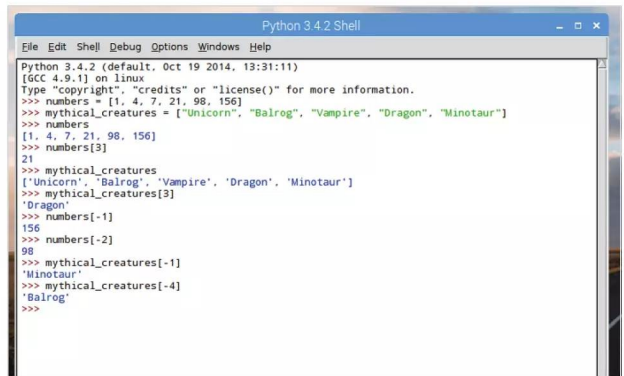 Python 3.4.2 Shell
File Edit Shell Debug Options Windows Help
Python 3.4.2 (default, Oct 19 2014, 13:31:11)
[GCC 4.9.1] on linux
Type "copyright", "credits" or "license()" for more information.
>>> numbers = [1, 4, 7, 21, 98, 156]
>>> mythical_creatures = ["Unicorn", "Balrog", "Vampire", "Dragon", "Minotaur"]
>>> numbers
[1, 4, 7, 21, 98, 156]
>>> numbers[3]
21
>>> mythical_creatures
['Unicorn', 'Balrog', 'Vampire', 'Dragon', 'Minotaur']
>>> mythical_creatures[3]
'Dragon'
>>> numbers[-1]
156
>>> numbers[-2]
98
>>> mythical_creatures[-1]
'Minotaur'
>>> mythical_creatures[-4]
'Balrog'
>>>